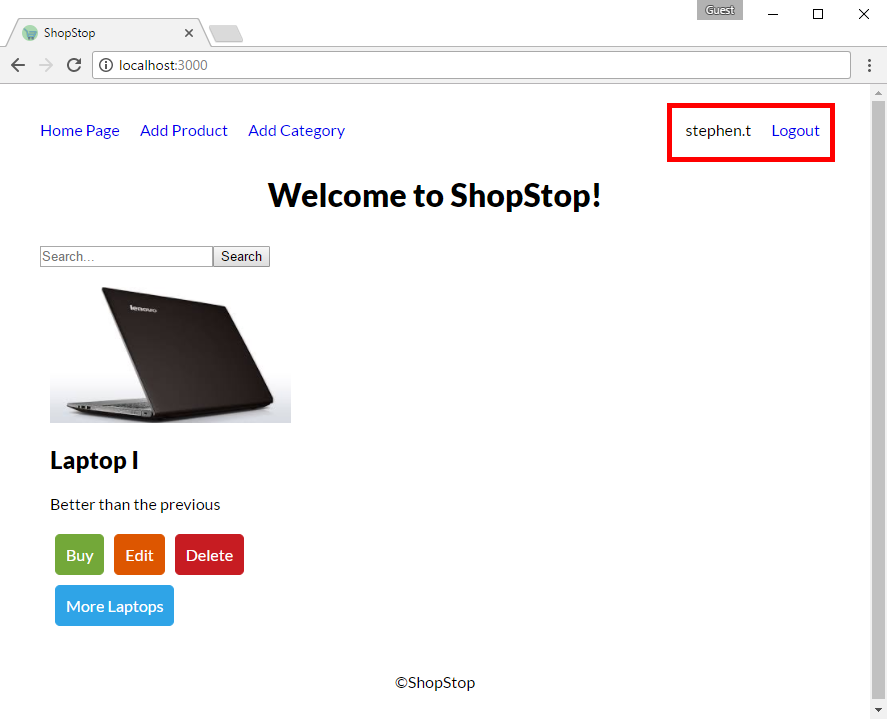 Guest
ShopStop
localhost:3000
Home Page Add Product Add Category stephen.t Logout
Welcome to ShopStop!
Search... Search
lenovo
Laptop I
Better than the previous
Buy Edit Delete
More Laptops
©ShopStop